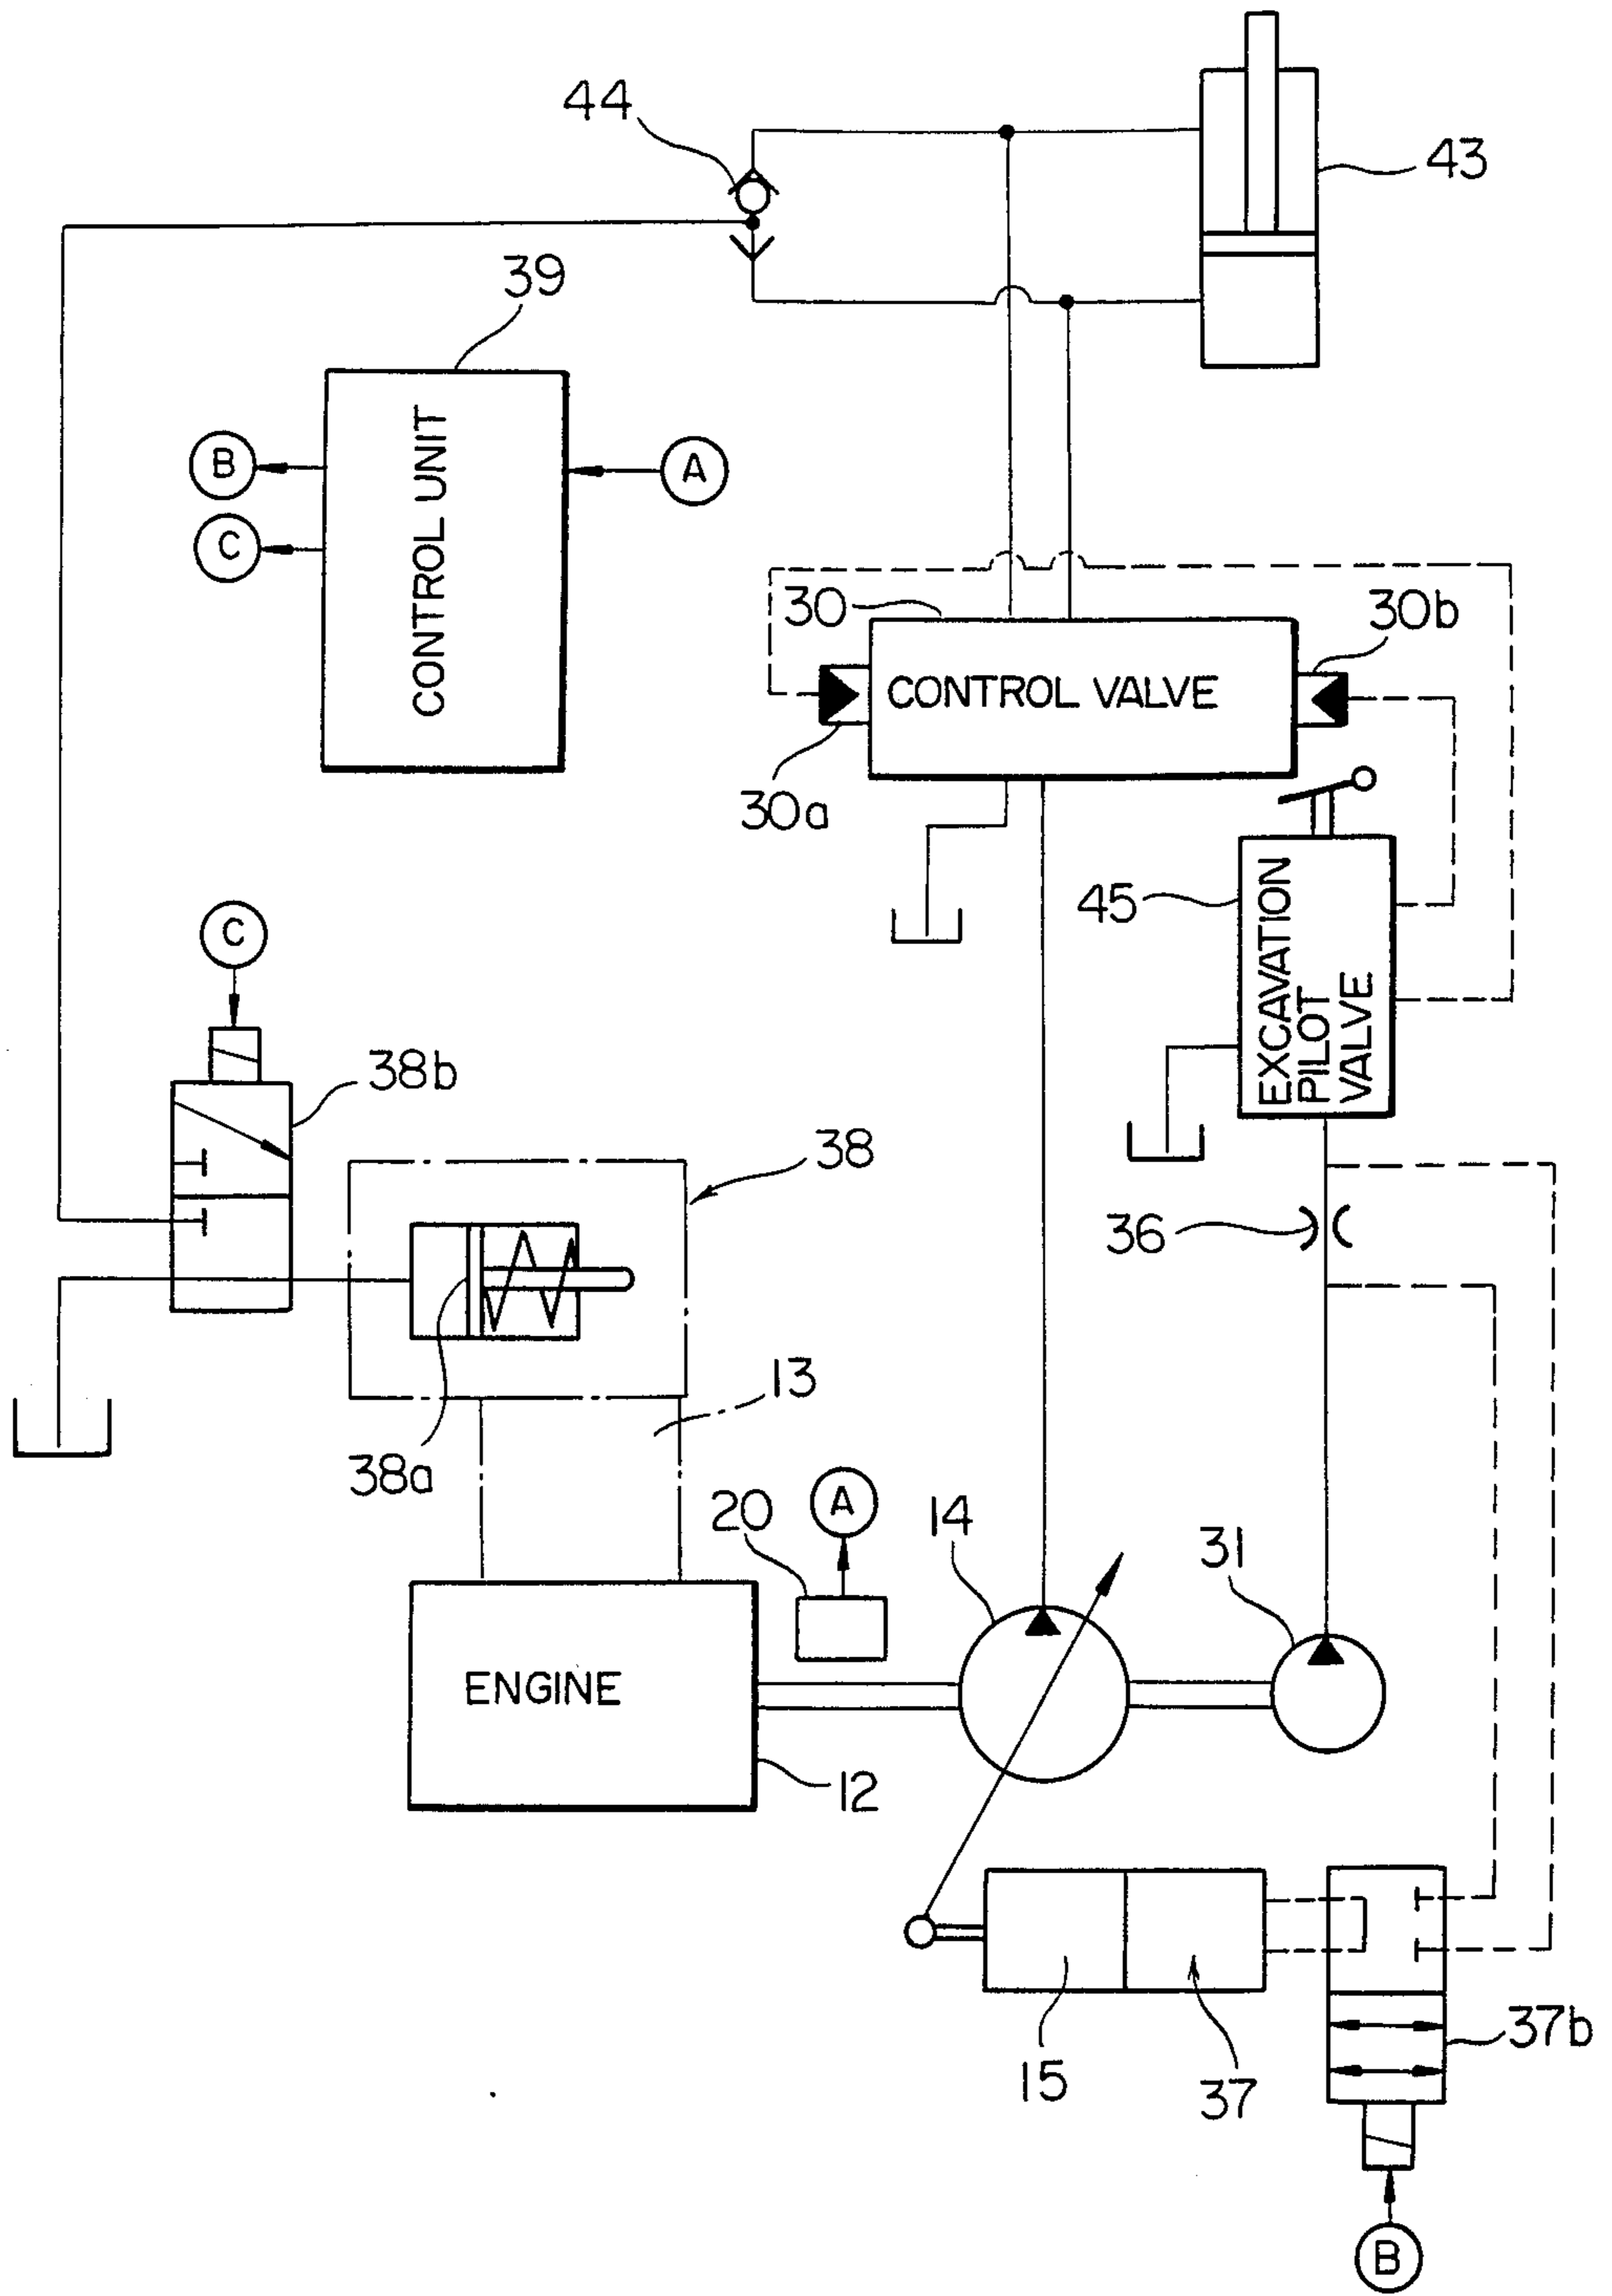 44
43
39
CONTROL UNIT
B
A
C
30
30b
CONTROL VALVE
30a
45
EXCAVATION
PILOT
VALVE
C
38b
38
36
13
38a
20
A
14
31
ENGINE
12
15
37
37b
B